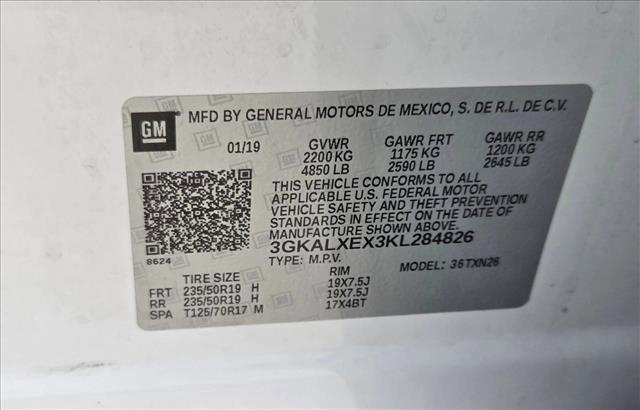 GM
MFD BY GENERAL MOTORS DE MEXICO, S. DE R.L. DE C.V.
01/19 GVWR GAWR FRT GAWR RR
2200 KG 1175 KG 1200 KG
4850 LB 2590 LB 2645 LB
THIS VEHICLE CONFORMS TO ALL
APPLICABLE U.S. FEDERAL MOTOR
VEHICLE SAFETY AND THEFT PREVENTION
STANDARDS IN EFFECT ON THE DATE OF
MANUFACTURE SHOWN ABOVE.
3GKALXEX3KL284826
8624
TYPE: M.P.V. MODEL: 36TXN26
TIRE SIZE RIM
FRT 235/50R19 H 19X7.5J
RR 235/50R19 H 19X7.5J
SPA T125/70R17 M 17X4BT